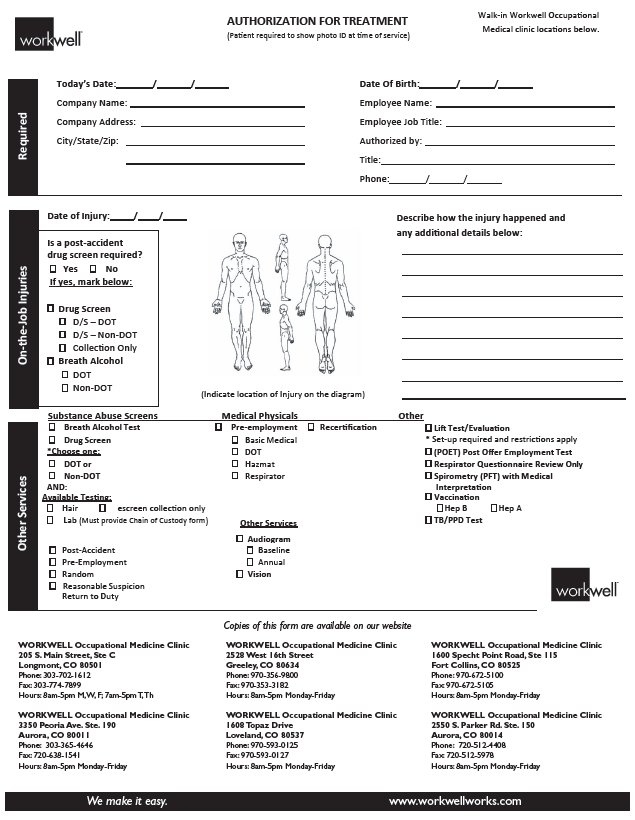 workwell
AUTHORIZATION FOR TREATMENT
(Patient required to show photo ID at time of service)
Walk-in Workwell Occupational
Medical clinic locations below.
Required
Today's Date:_____/_____/_____
Company Name:
Company Address:
City/State/Zip:
Date Of Birth:_____/_____/_____
Employee Name:
Employee Job Title:
Authorized by:
Title:
Phone:_____/_____/_____
On-the-Job Injuries
Date of Injury:____/____/____
Is a post-accident
drug screen required?
☐ Yes ☐ No
If yes, mark below:
☐ Drug Screen
☐ D/S – DOT
☐ D/S – Non-DOT
☐ Collection Only
☐ Breath Alcohol
☐ DOT
☐ Non-DOT
(Indicate location of Injury on the diagram)
Describe how the injury happened and
any additional details below:
Other Services
Substance Abuse Screens
☐ Breath Alcohol Test
☐ Drug Screen
*Choose one:
☐ DOT or
☐ Non-DOT
AND:
Available Testing:
☐ Hair ☐ escreen collection only
☐ Lab (Must provide Chain of Custody form)
☐ Post-Accident
☐ Pre-Employment
☐ Random
☐ Reasonable Suspicion
Return to Duty
Medical Physicals
☐ Pre-employment ☐ Recertification
☐ Basic Medical
☐ DOT
☐ Hazmat
☐ Respirator
Other Services
☐ Audiogram
☐ Baseline
☐ Annual
☐ Vision
Other
☐ Lift Test/Evaluation
* Set-up required and restrictions apply
☐ (POET) Post Offer Employment Test
☐ Respirator Questionnaire Review Only
☐ Spirometry (PFT) with Medical
Interpretation
☐ Vaccination
☐ Hep B ☐ Hep A
☐ TB/PPD Test
workwell
Copies of this form are available on our website
WORKWELL Occupational Medicine Clinic
205 S. Main Street, Ste C
Longmont, CO 80501
Phone: 303-702-1612
Fax: 303-774-7899
Hours: 8am-5pm M,W, F; 7am-5pm T,Th
WORKWELL Occupational Medicine Clinic
2528 West 16th Street
Greeley, CO 80634
Phone: 970-356-9800
Fax: 970-353-3182
Hours: 8am-5pm Monday-Friday
WORKWELL Occupational Medicine Clinic
1600 Specht Point Road, Ste 115
Fort Collins, CO 80525
Phone: 970-672-5100
Fax: 970-672-5105
Hours: 8am-5pm Monday-Friday
WORKWELL Occupational Medicine Clinic
3350 Peoria Ave. Ste. 190
Aurora, CO 80011
Phone: 303-365-4646
Fax: 720-638-1541
Hours: 8am-5pm Monday-Friday
WORKWELL Occupational Medicine Clinic
1608 Topaz Drive
Loveland, CO 80537
Phone: 970-593-0125
Fax: 970-593-0127
Hours: 8am-5pm Monday-Friday
WORKWELL Occupational Medicine Clinic
2550 S. Parker Rd. Ste. 150
Aurora, CO 80014
Phone: 720-512-4408
Fax: 720-512-5978
Hours: 8am-5pm Monday-Friday
We make it easy.
www.workwellworks.com